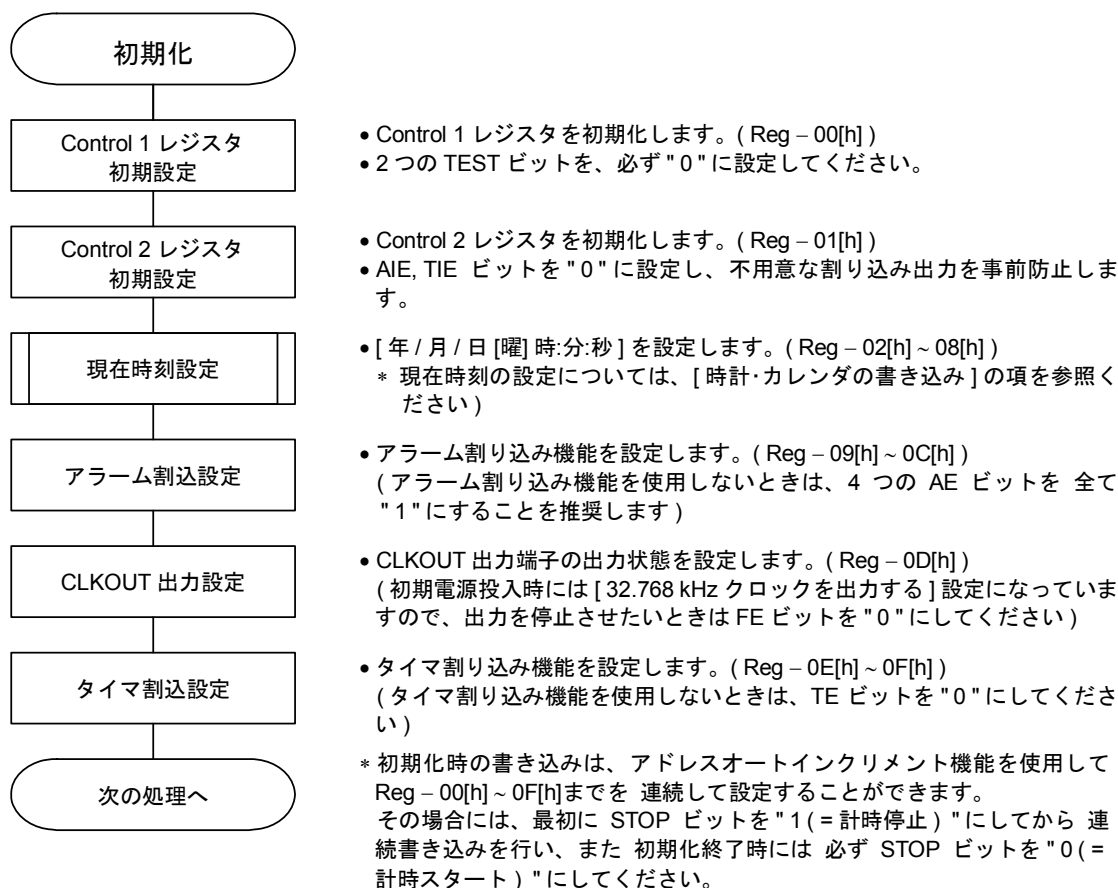 初期化
Control 1 レジスタ
初期設定
• Control 1 レジスタを初期化します。( Reg – 00[h] )
• 2 つの TEST ビットを、必ず " 0 " に設定してください。
Control 2 レジスタ
初期設定
• Control 2 レジスタを初期化します。( Reg – 01[h] )
• AIE, TIE ビットを " 0 " に設定し、不用意な割り込み出力を事前防止しま
す。
現在時刻設定
• [ 年 / 月 / 日 [曜] 時:分:秒 ] を設定します。( Reg – 02[h] ~ 08[h] )
* 現在時刻の設定については、[ 時計･カレンダの書き込み ] の項を参照く
ださい )
アラーム割込設定
• アラーム割り込み機能を設定します。( Reg – 09[h] ~ 0C[h] )
( アラーム割り込み機能を使用しないときは、4 つの AE ビットを 全て
" 1 " にすることを推奨します )
CLKOUT 出力設定
• CLKOUT 出力端子の出力状態を設定します。( Reg – 0D[h] )
( 初期電源投入時には [ 32.768 kHz クロックを出力する ] 設定になっていま
すので、出力を停止させたいときは FE ビットを " 0 " にしてください )
タイマ割込設定
• タイマ割り込み機能を設定します。( Reg – 0E[h] ~ 0F[h] )
( タイマ割り込み機能を使用しないときは、TE ビットを " 0 " にしてくださ
い )
次の処理へ
* 初期化時の書き込みは、アドレスオートインクリメント機能を使用して
Reg – 00[h] ~ 0F[h]までを 連続して設定することができます。
その場合には、最初に STOP ビットを " 1 ( = 計時停止 ) " にしてから 連
続書き込みを行い、また 初期化終了時には 必ず STOP ビットを " 0 ( =
計時スタート ) " にしてください。